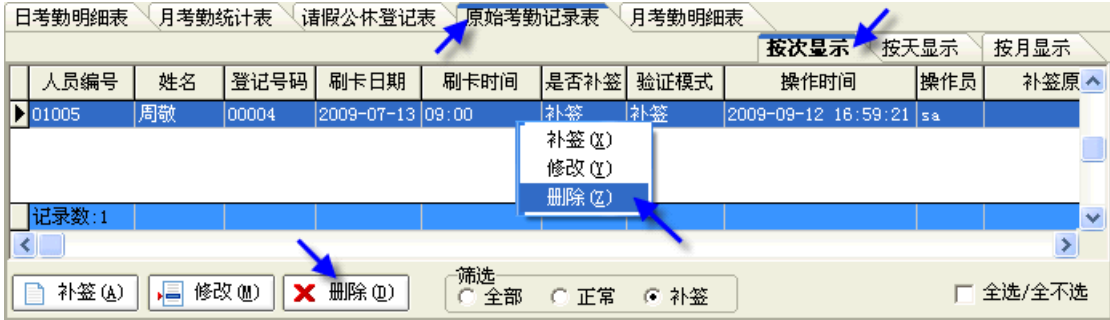 日考勤明细表 月考勤统计表 请假公休登记表 原始考勤记录表 月考勤明细表
按次显示 按天显示 按月显示
人员编号 姓名 登记号码 刷卡日期 刷卡时间 是否补签 验证模式 操作时间 操作员 补签原
01005 周敬 00004 2009-07-13 09:00 补签 补签 2009-09-12 16:59:21 sa
补签(X)
修改(Y)
删除(Z)
记录数:1
补签(A) 修改(M) 删除(D) 筛选 全部 正常 补签 全选/全不选